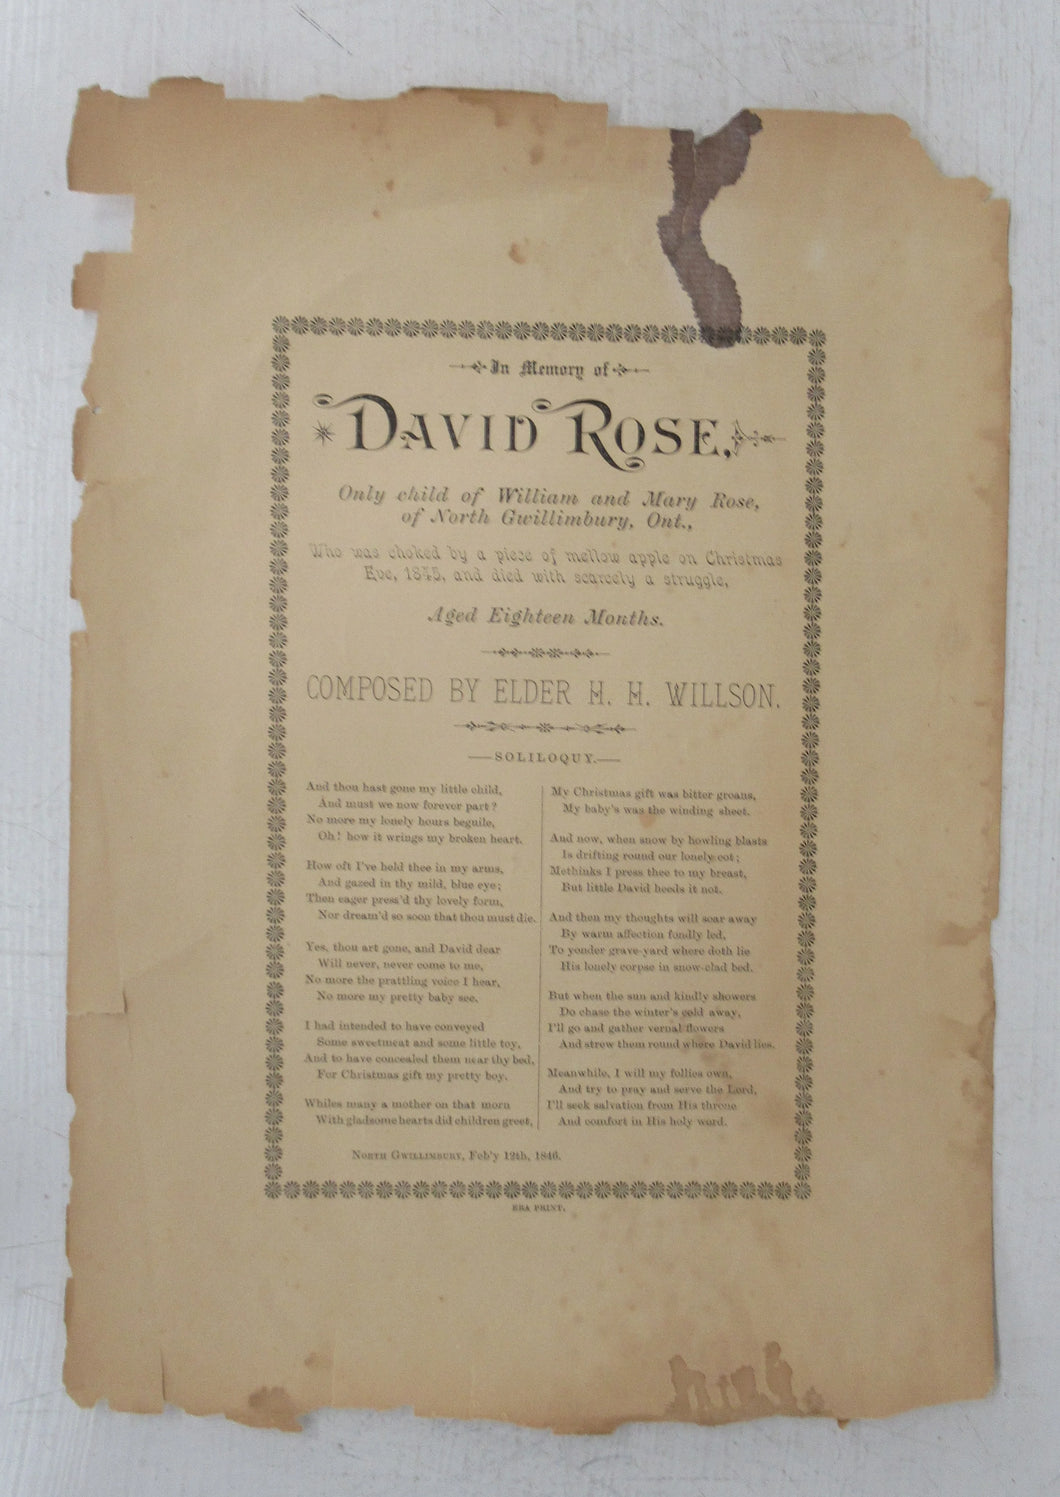 In Memory of
DAVID ROSE,
Only child of William and Mary Rose,
of North Gwillimbury, Ont.,
Who was choked by a piece of mellow apple on Christmas
Eve, 1845, and died with scarcely a struggle,
Aged Eighteen Months.
COMPOSED BY ELDER H. H. WILLSON.
—SOLILOQUY.—
And thou hast gone my little child,
And must we now forever part?
No more my lonely hours beguile,
Oh! how it wrings my broken heart.
How oft I've held thee in my arms,
And gazed in thy mild, blue eye;
Then eager press'd thy lovely form,
Nor dream'd so soon that thou must die.
Yes, thou art gone, and David dear
Will never, never come to me,
No more the prattling voice I hear,
No more my pretty baby see.
I had intended to have conveyed
Some sweetmeat and some little toy,
And to have concealed them near thy bed,
For Christmas gift my pretty boy.
Whiles many a mother on that morn
With gladsome hearts did children greet,
My Christmas gift was bitter groans,
My baby's was the winding sheet.
And now, when snow by howling blasts
Is drifting round our lonely cot;
Methinks I press thee to my breast,
But little David heeds it not.
And then my thoughts will soar away
By warm affection fondly led,
To yonder grave-yard where doth lie
His lonely corpse in snow-clad bed.
But when the sun and kindly showers
Do chase the winter's cold away,
I'll go and gather vernal flowers
And strew them round where David lies.
Meanwhile, I will my follies own,
And try to pray and serve the Lord,
I'll seek salvation from His throne
And comfort in His holy word.
NORTH GWILLIMBURY, Feb'y 12th, 1846.
ERA PRINT.